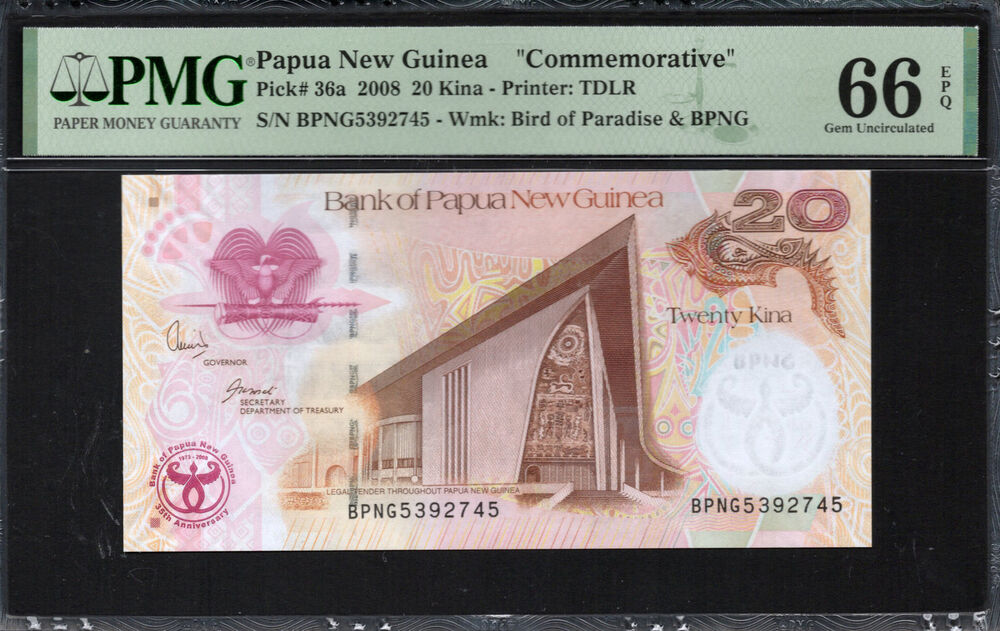 PMG®
PAPER MONEY GUARANTY
Papua New Guinea "Commemorative"
Pick# 36a 2008 20 Kina - Printer: TDLR
S/N BPNG5392745 - Wmk: Bird of Paradise & BPNG
66 EPQ
Gem Uncirculated
Bank of Papua New Guinea
20
Twenty Kina
BPNG
GOVERNOR
SECRETARY
DEPARTMENT OF TREASURY
Bank of Papua New Guinea
1973 - 2008
35th Anniversary
LEGAL TENDER THROUGHOUT PAPUA NEW GUINEA
BPNG5392745
BPNG5392745